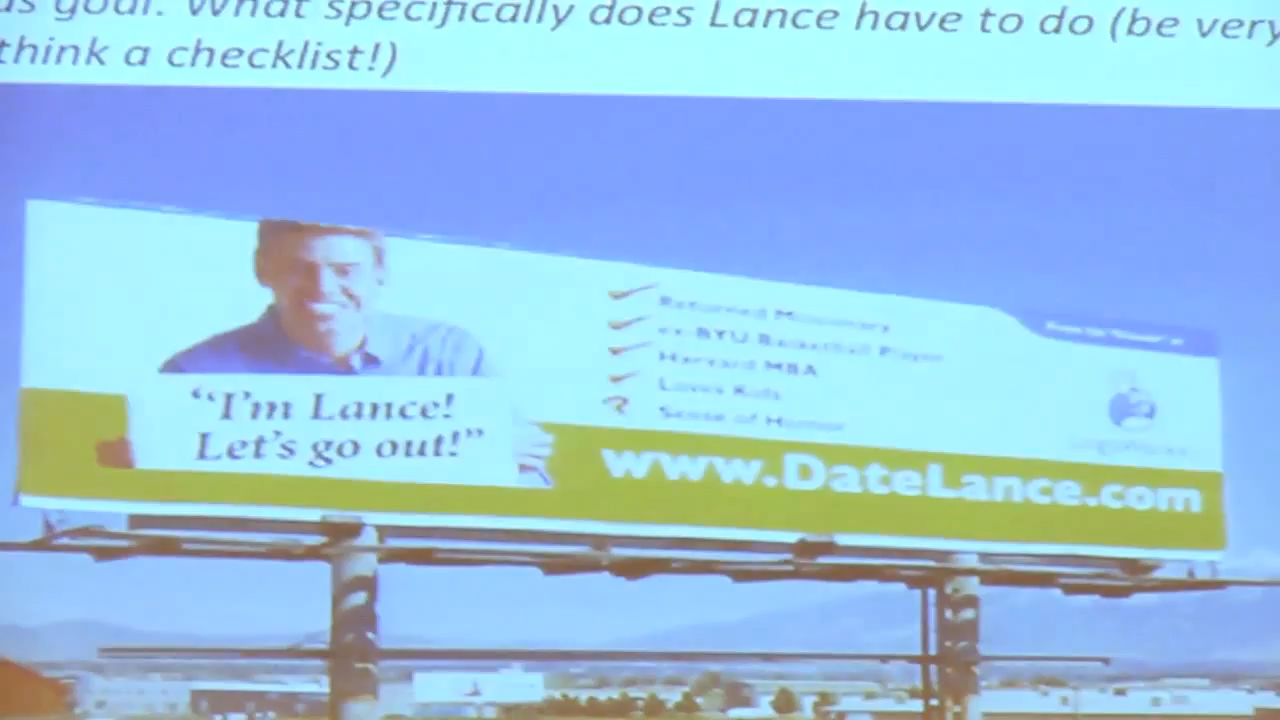 as goal. What specifically does Lance have to do (be very
think a checklist!)
"I'm Lance!
Let's go out!"
Returned Missionary
ex-BYU Basketball Player
Harvard MBA
Loves Kids
Sense of Humor
www.DateLance.com